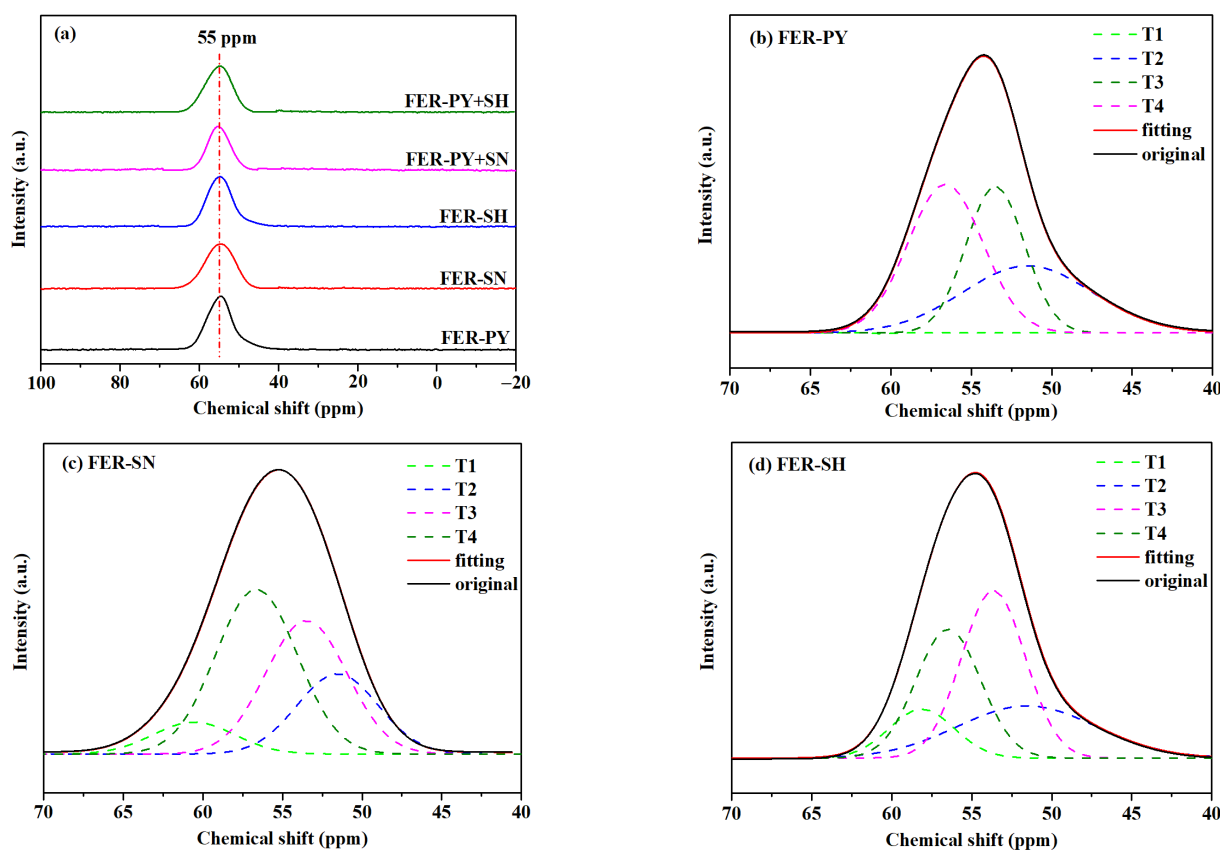 (a)
55 ppm
FER-PY+SH
FER-PY+SN
FER-SH
FER-SN
FER-PY
100 80 60 40 20 0 −20
Chemical shift (ppm)
Intensity (a.u.)
(b) FER-PY
T1
T2
T3
T4
fitting
original
70 65 60 55 50 45 40
Chemical shift (ppm)
Intensity (a.u.)
(c) FER-SN
T1
T2
T3
T4
fitting
original
70 65 60 55 50 45 40
Chemical shift (ppm)
Intensity (a.u.)
(d) FER-SH
T1
T2
T3
T4
fitting
original
70 65 60 55 50 45 40
Chemical shift (ppm)
Intensity (a.u.)